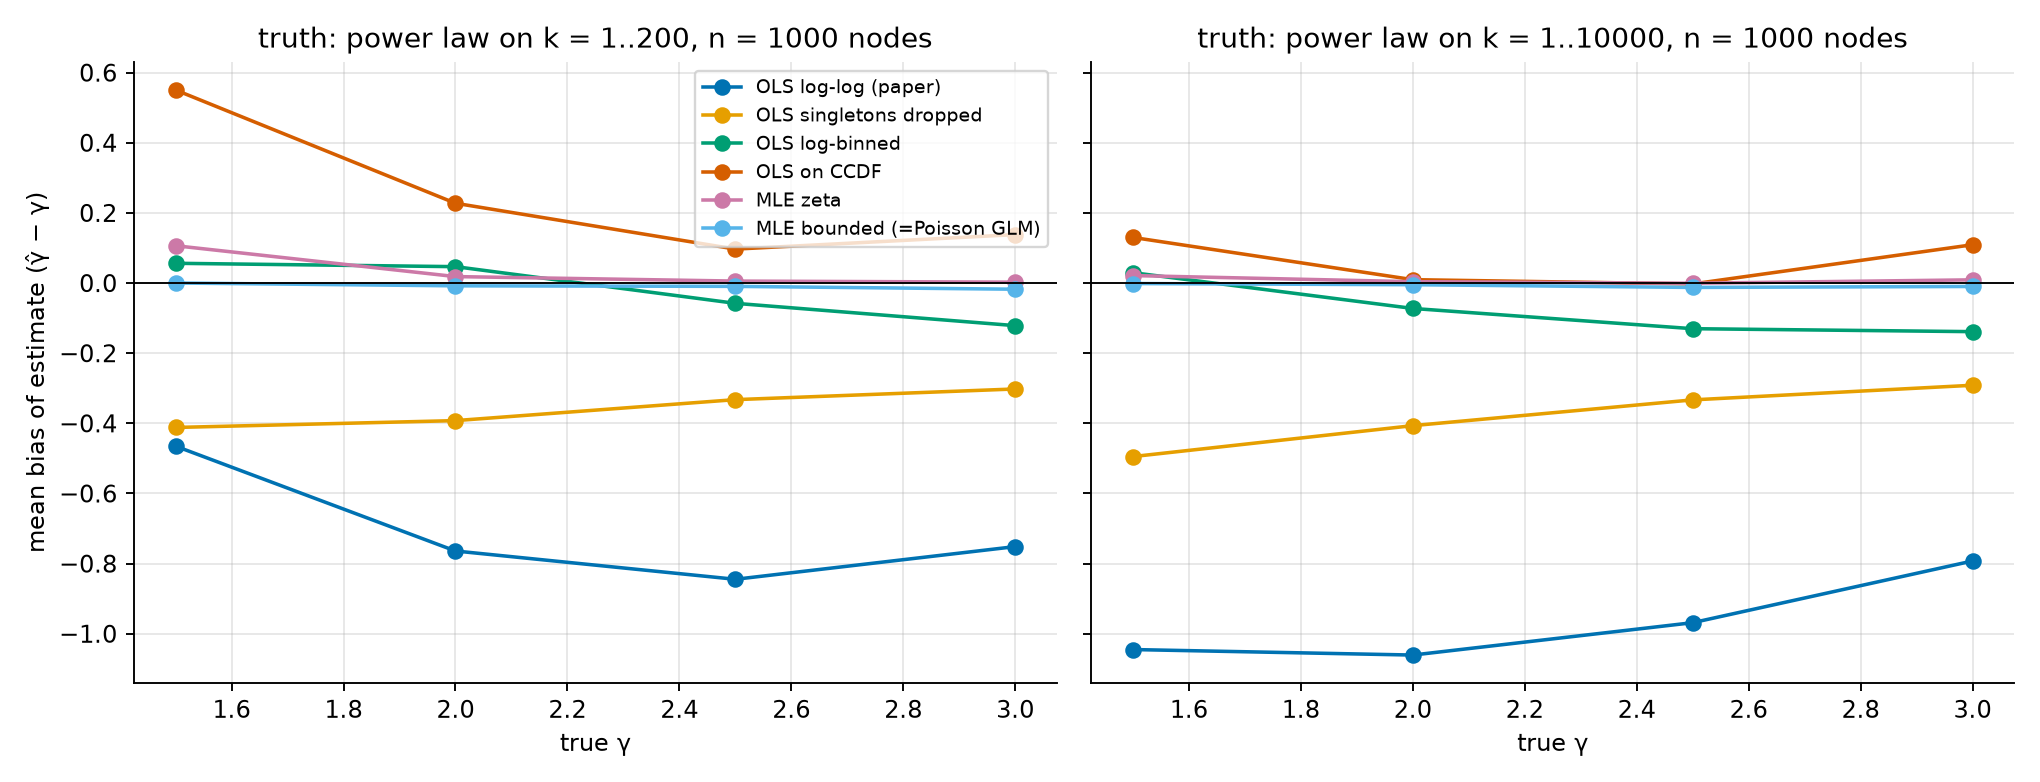 truth: power law on k = 1..200, n = 1000 nodes
mean bias of estimate (γ̂ − γ)
0.6
0.4
0.2
0.0
−0.2
−0.4
−0.6
−0.8
−1.0
OLS log-log (paper)
OLS singletons dropped
OLS log-binned
OLS on CCDF
MLE zeta
MLE bounded (=Poisson GLM)
1.6 1.8 2.0 2.2 2.4 2.6 2.8 3.0
true γ
truth: power law on k = 1..10000, n = 1000 nodes
1.6 1.8 2.0 2.2 2.4 2.6 2.8 3.0
true γ